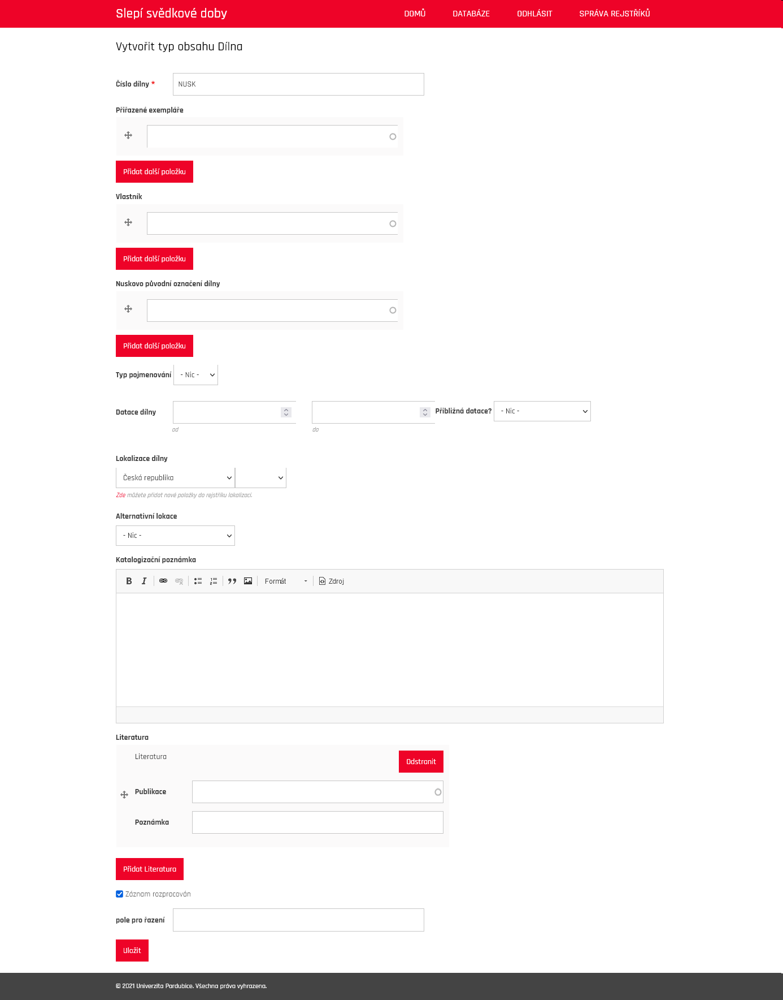 Slepí svědkové doby
DOMŮ DATABÁZE ODHLÁSIT SPRÁVA REJSTŘÍKŮ
Vytvořit typ obsahu Dílna
Číslo dílny * NUSK
Přiřazené exempláře
Přidat další položku
Vlastník
Přidat další položku
Nuskovo původní označení dílny
Přidat další položku
Typ pojmenování - Nic -
Datace dílny Přibližná datace? - Nic -
od do
Lokalizace dílny
Česká republika
Zde můžete přidat nové položky do rejstříku lokalizací.
Alternativní lokace
- Nic -
Katalogizační poznámka
B I Formát Zdroj
Literatura
Literatura Odstranit
Publikace
Poznámka
Přidat Literatura
Záznam rozpracován
pole pro řazení
Uložit
© 2021 Univerzita Pardubice. Všechna práva vyhrazena.